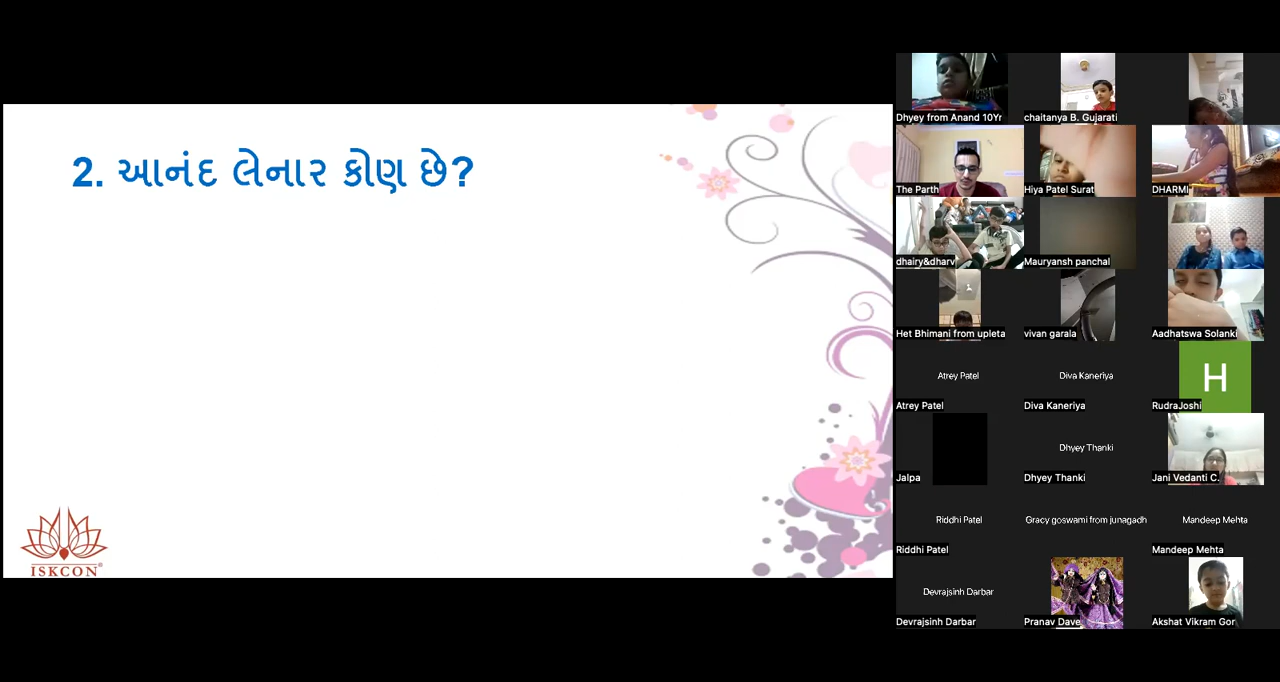 2. આનંદ લેનાર કોણ છે?
ISKCON®
Dhyey from Anand 10Yr
chaitanya B. Gujarati
The Parth
Hiya Patel Surat
DHARMI
dhairy&dharv
Mauryansh panchal
Het Bhimani from upleta
vivan garala
Aadhatswa Solanki
Atrey Patel
Diva Kaneriya
H
Atrey Patel
Diva Kaneriya
RudraJoshi
Dhyey Thanki
Jalpa
Dhyey Thanki
Jani Vedanti C.
Riddhi Patel
Gracy goswami from junagadh
Mandeep Mehta
Riddhi Patel
Mandeep Mehta
Devrajsinh Darbar
Devrajsinh Darbar
Pranav Dave
Akshat Vikram Gor